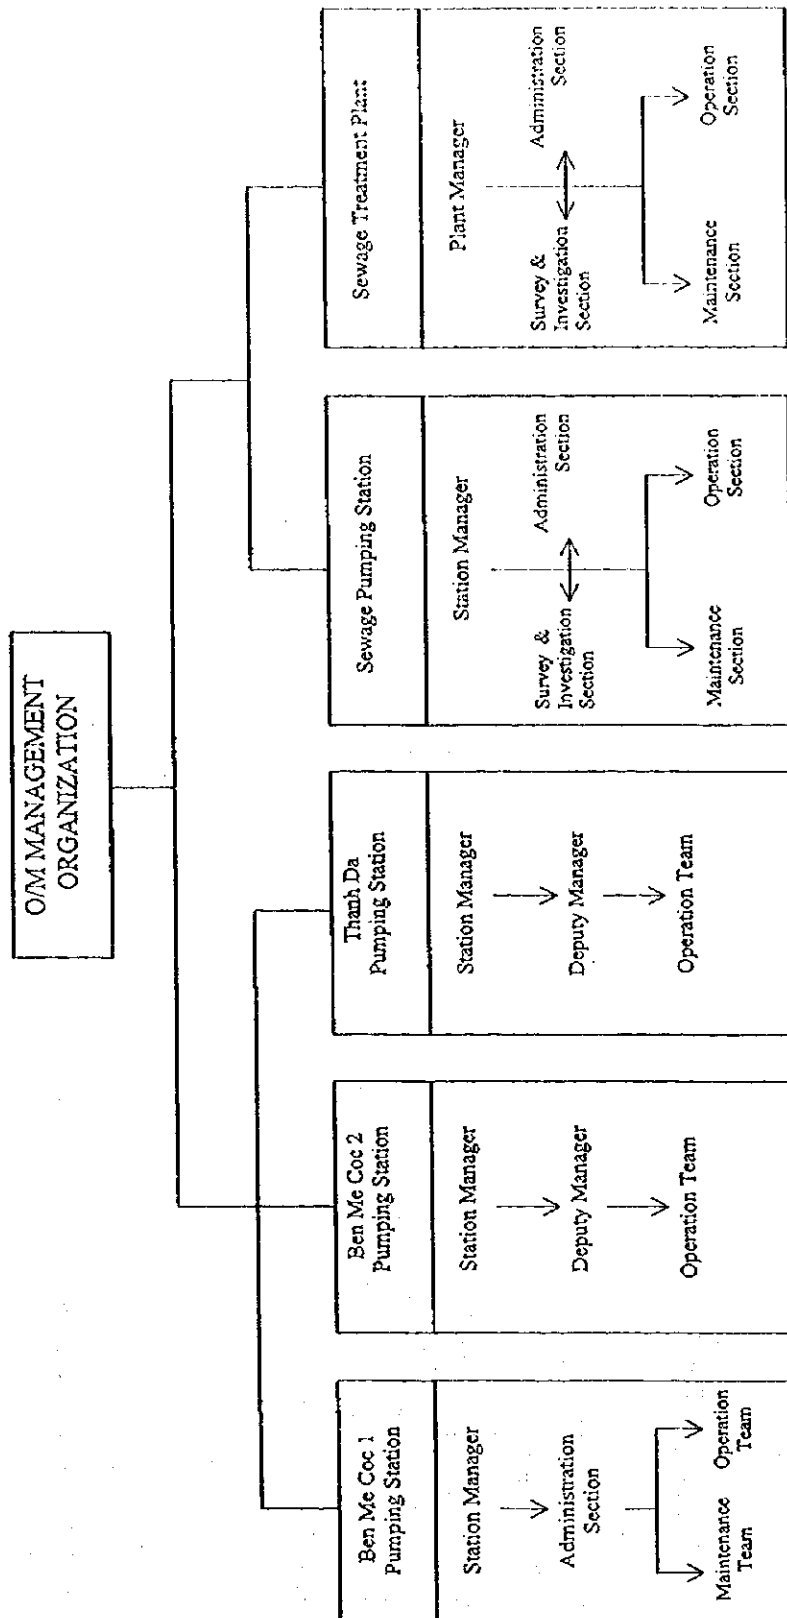 O/M MANAGEMENT
ORGANIZATION
Ben Me Coc 1
Pumping Station
Station Manager
Administration
Section
Maintenance
Team
Operation
Team
Ben Me Coc 2
Pumping Station
Station Manager
Deputy Manager
Operation Team
Thanh Da
Pumping Station
Station Manager
Deputy Manager
Operation Team
Sewage Pumping Station
Station Manager
Survey &
Investigation
Section
Administration
Section
Maintenance
Section
Operation
Section
Sewage Treatment Plant
Plant Manager
Survey &
Investigation
Section
Administration
Section
Maintenance
Section
Operation
Section